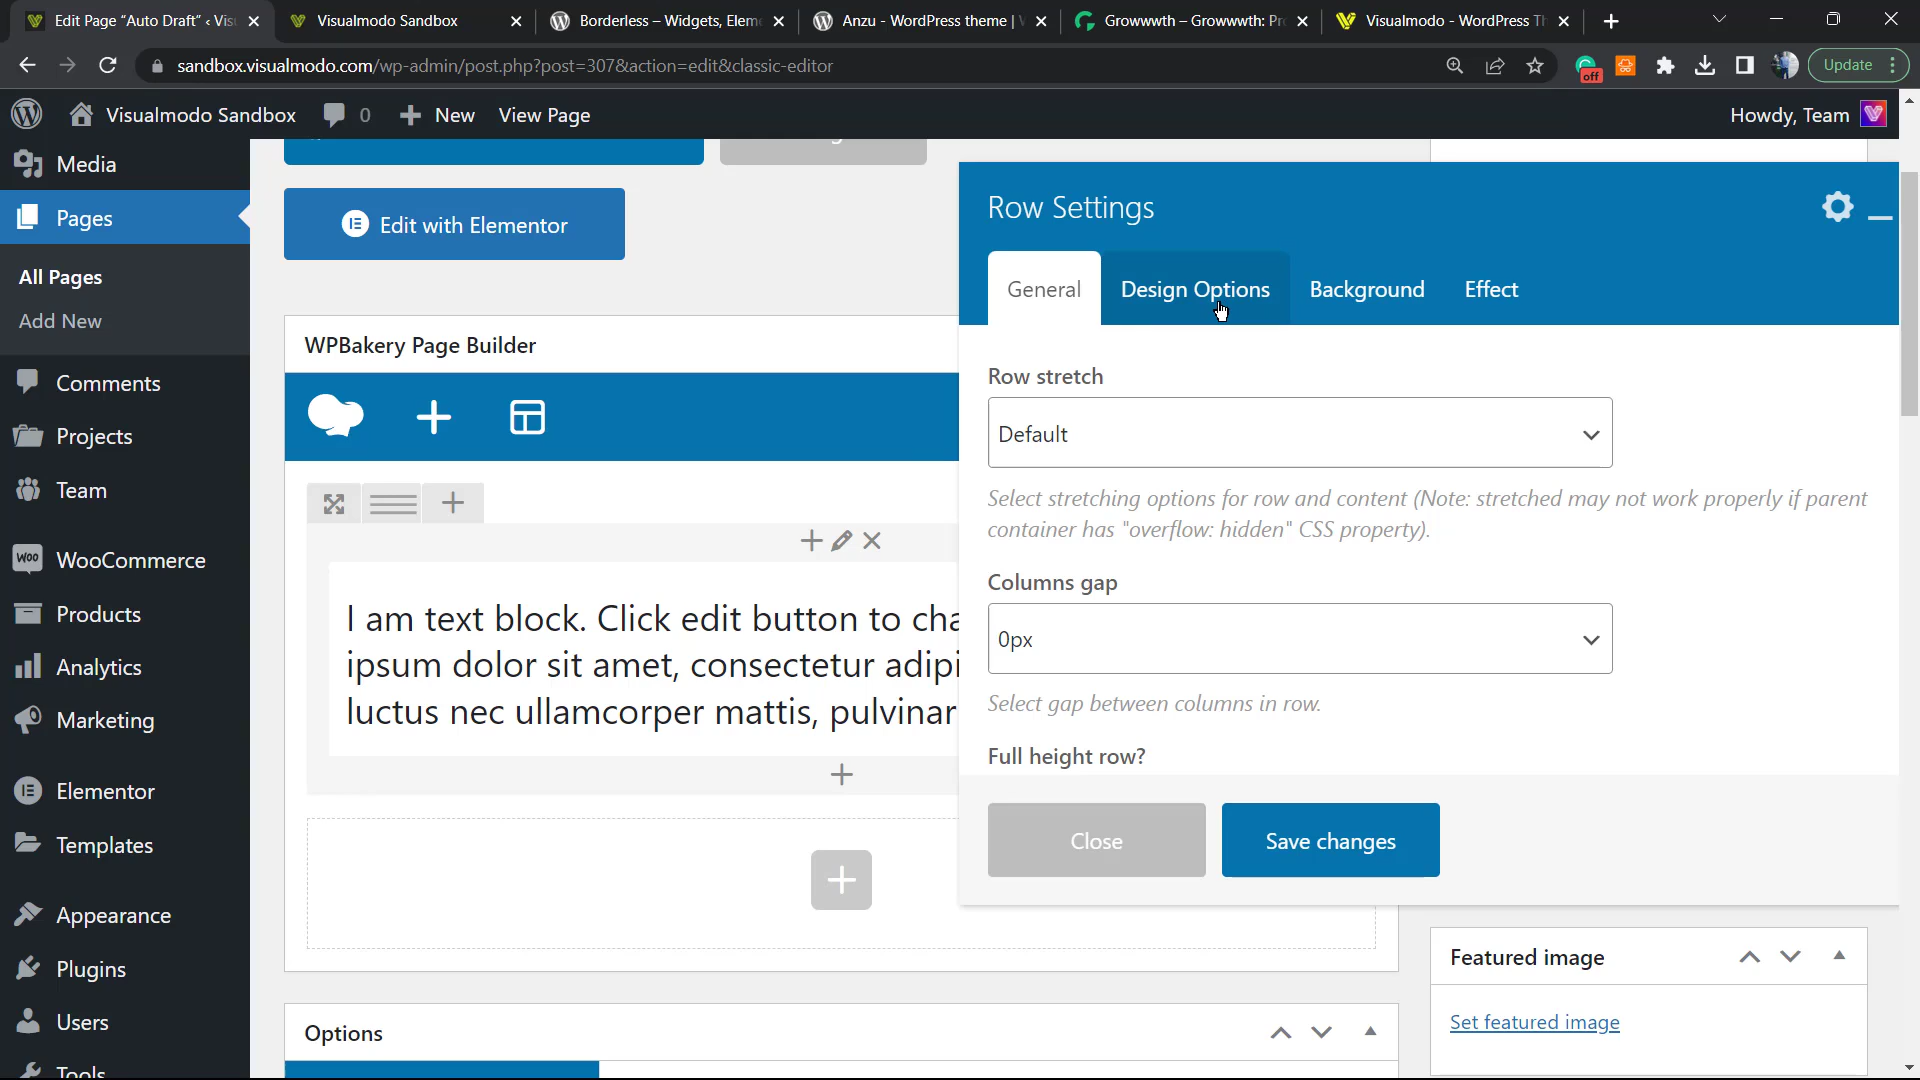 Edit Page "Auto Draft" ‹ Vis
Visualmodo Sandbox
Borderless – Widgets, Elem
Anzu - WordPress theme |
Growwwth – Growwwth: Pr
Visualmodo - WordPress Th
sandbox.visualmodo.com/wp-admin/post.php?post=307&action=edit&classic-editor
off
Update
Visualmodo Sandbox
0
New
View Page
Howdy, Team
Media
Pages
All Pages
Add New
Comments
Projects
Team
WooCommerce
Products
Analytics
Marketing
Elementor
Templates
Appearance
Plugins
Users
Tools
Edit with Elementor
WPBakery Page Builder
I am text block. Click edit button to cha
ipsum dolor sit amet, consectetur adipi
luctus nec ullamcorper mattis, pulvinar
Options
Row Settings
General
Design Options
Background
Effect
Row stretch
Default
Select stretching options for row and content (Note: stretched may not work properly if parent
container has "overflow: hidden" CSS property).
Columns gap
0px
Select gap between columns in row.
Full height row?
Close
Save changes
Featured image
Set featured image